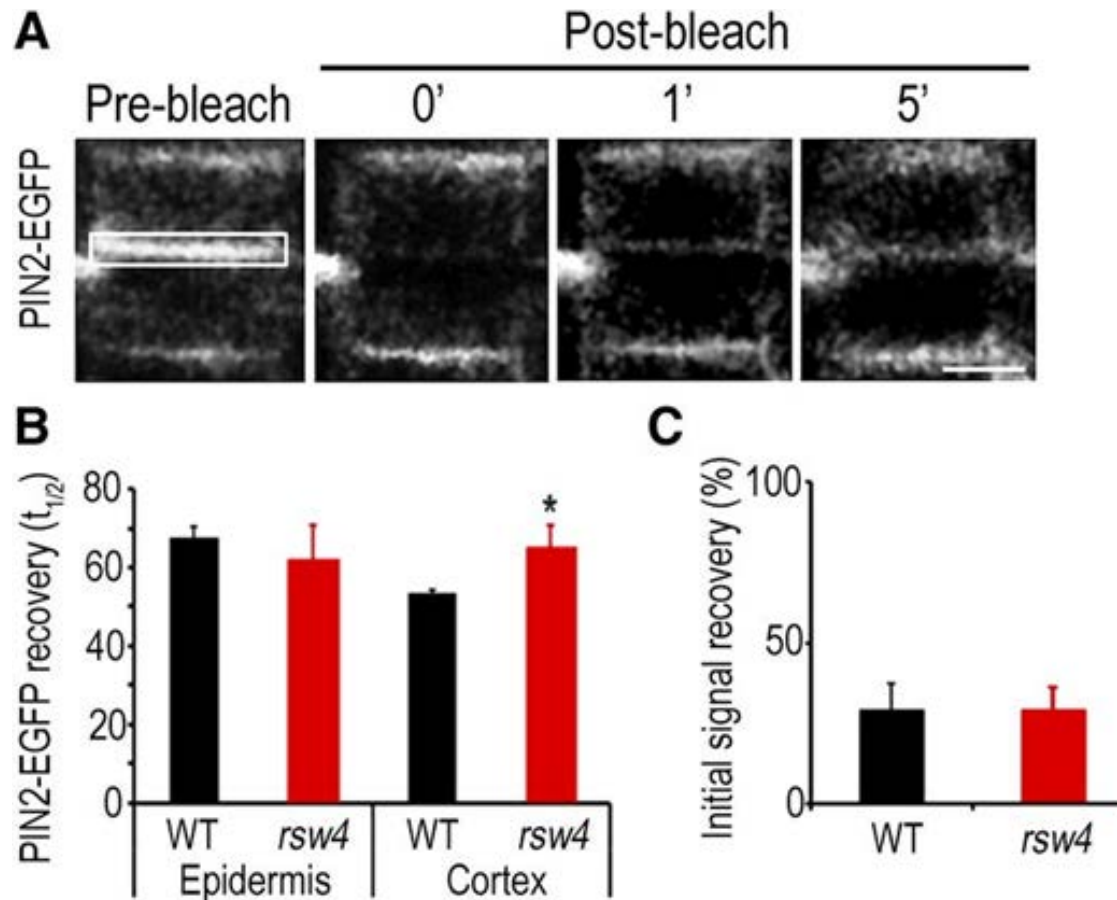 A
Post-bleach
Pre-bleach 0’ 1’ 5’
PIN2-EGFP
B
PIN2-EGFP recovery (t1/2)
80
60
40
20
0
*
WT rsw4 WT rsw4
Epidermis Cortex
C
Initial signal recovery (%)
100
50
0
WT rsw4